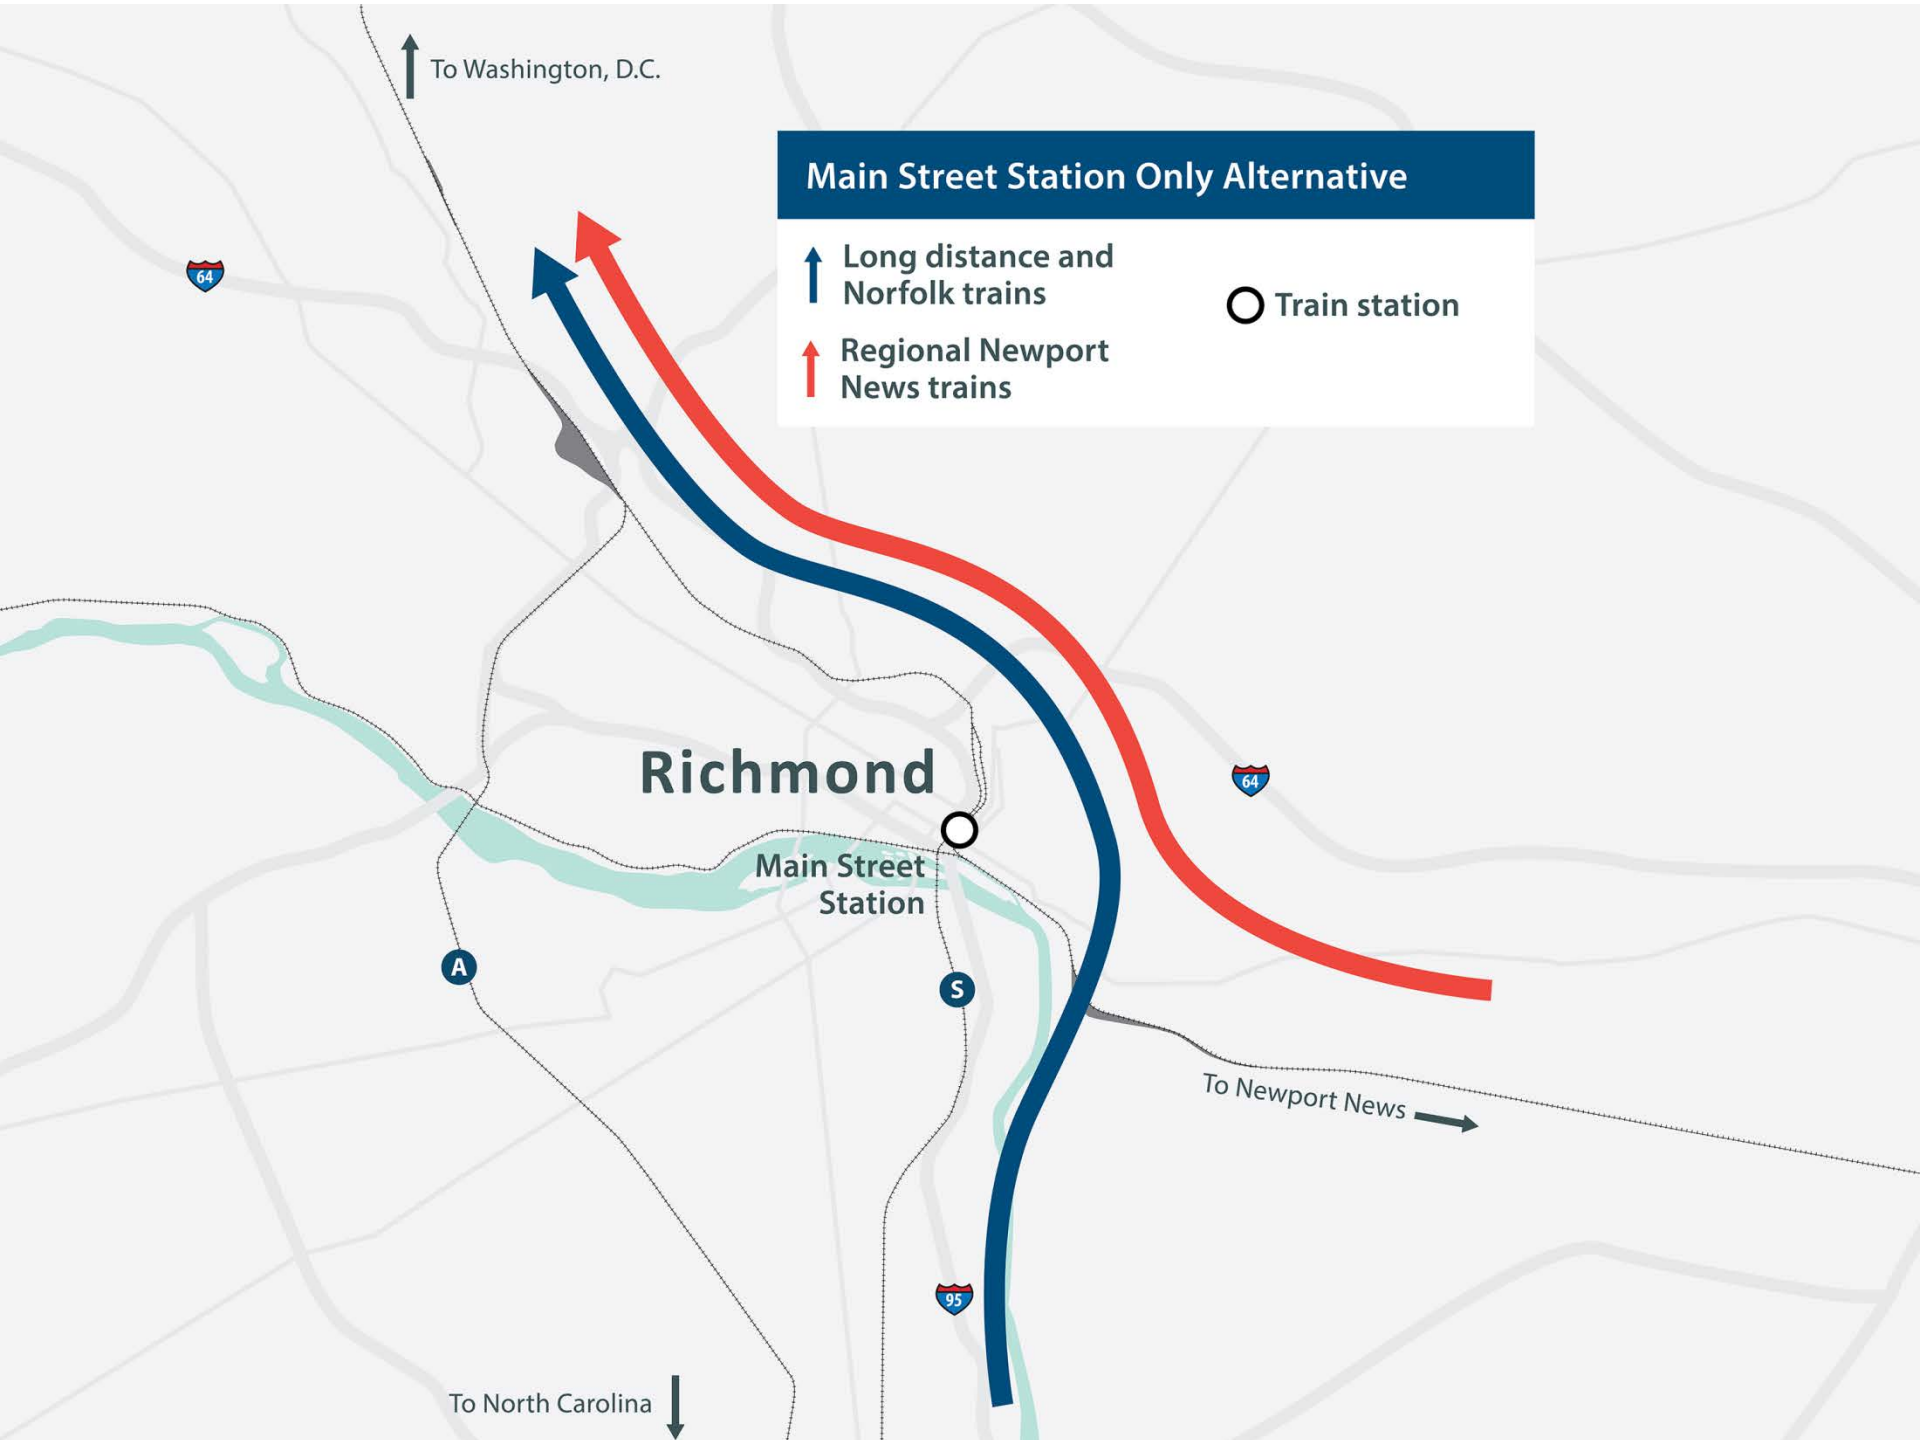 To Washington, D.C.
Main Street Station Only Alternative
Long distance and
Norfolk trains
Train station
Regional Newport
News trains
64
Richmond
64
Main Street
Station
A
S
To Newport News
95
To North Carolina